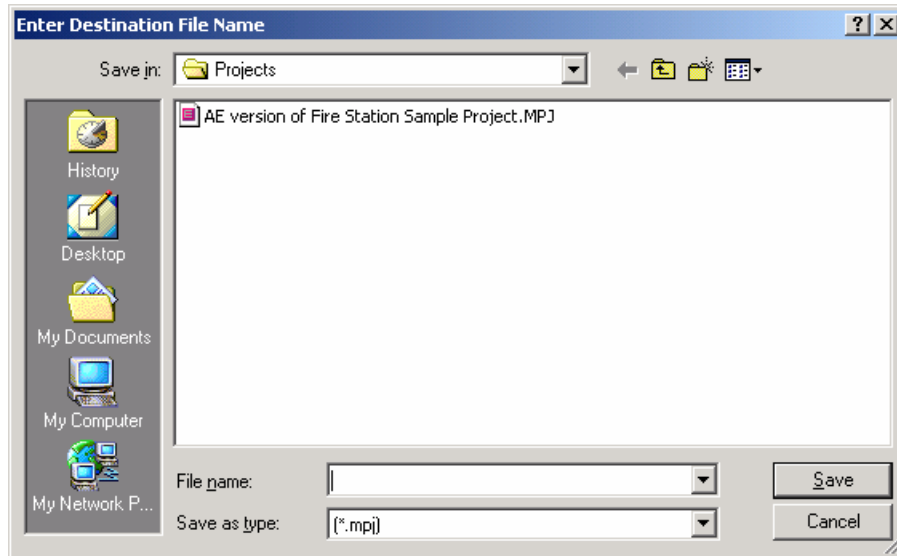 Enter Destination File Name
Save in: Projects
AE version of Fire Station Sample Project.MPJ
History
Desktop
My Documents
My Computer
My Network P...
File name:
Save
Save as type: (*.mpj)
Cancel